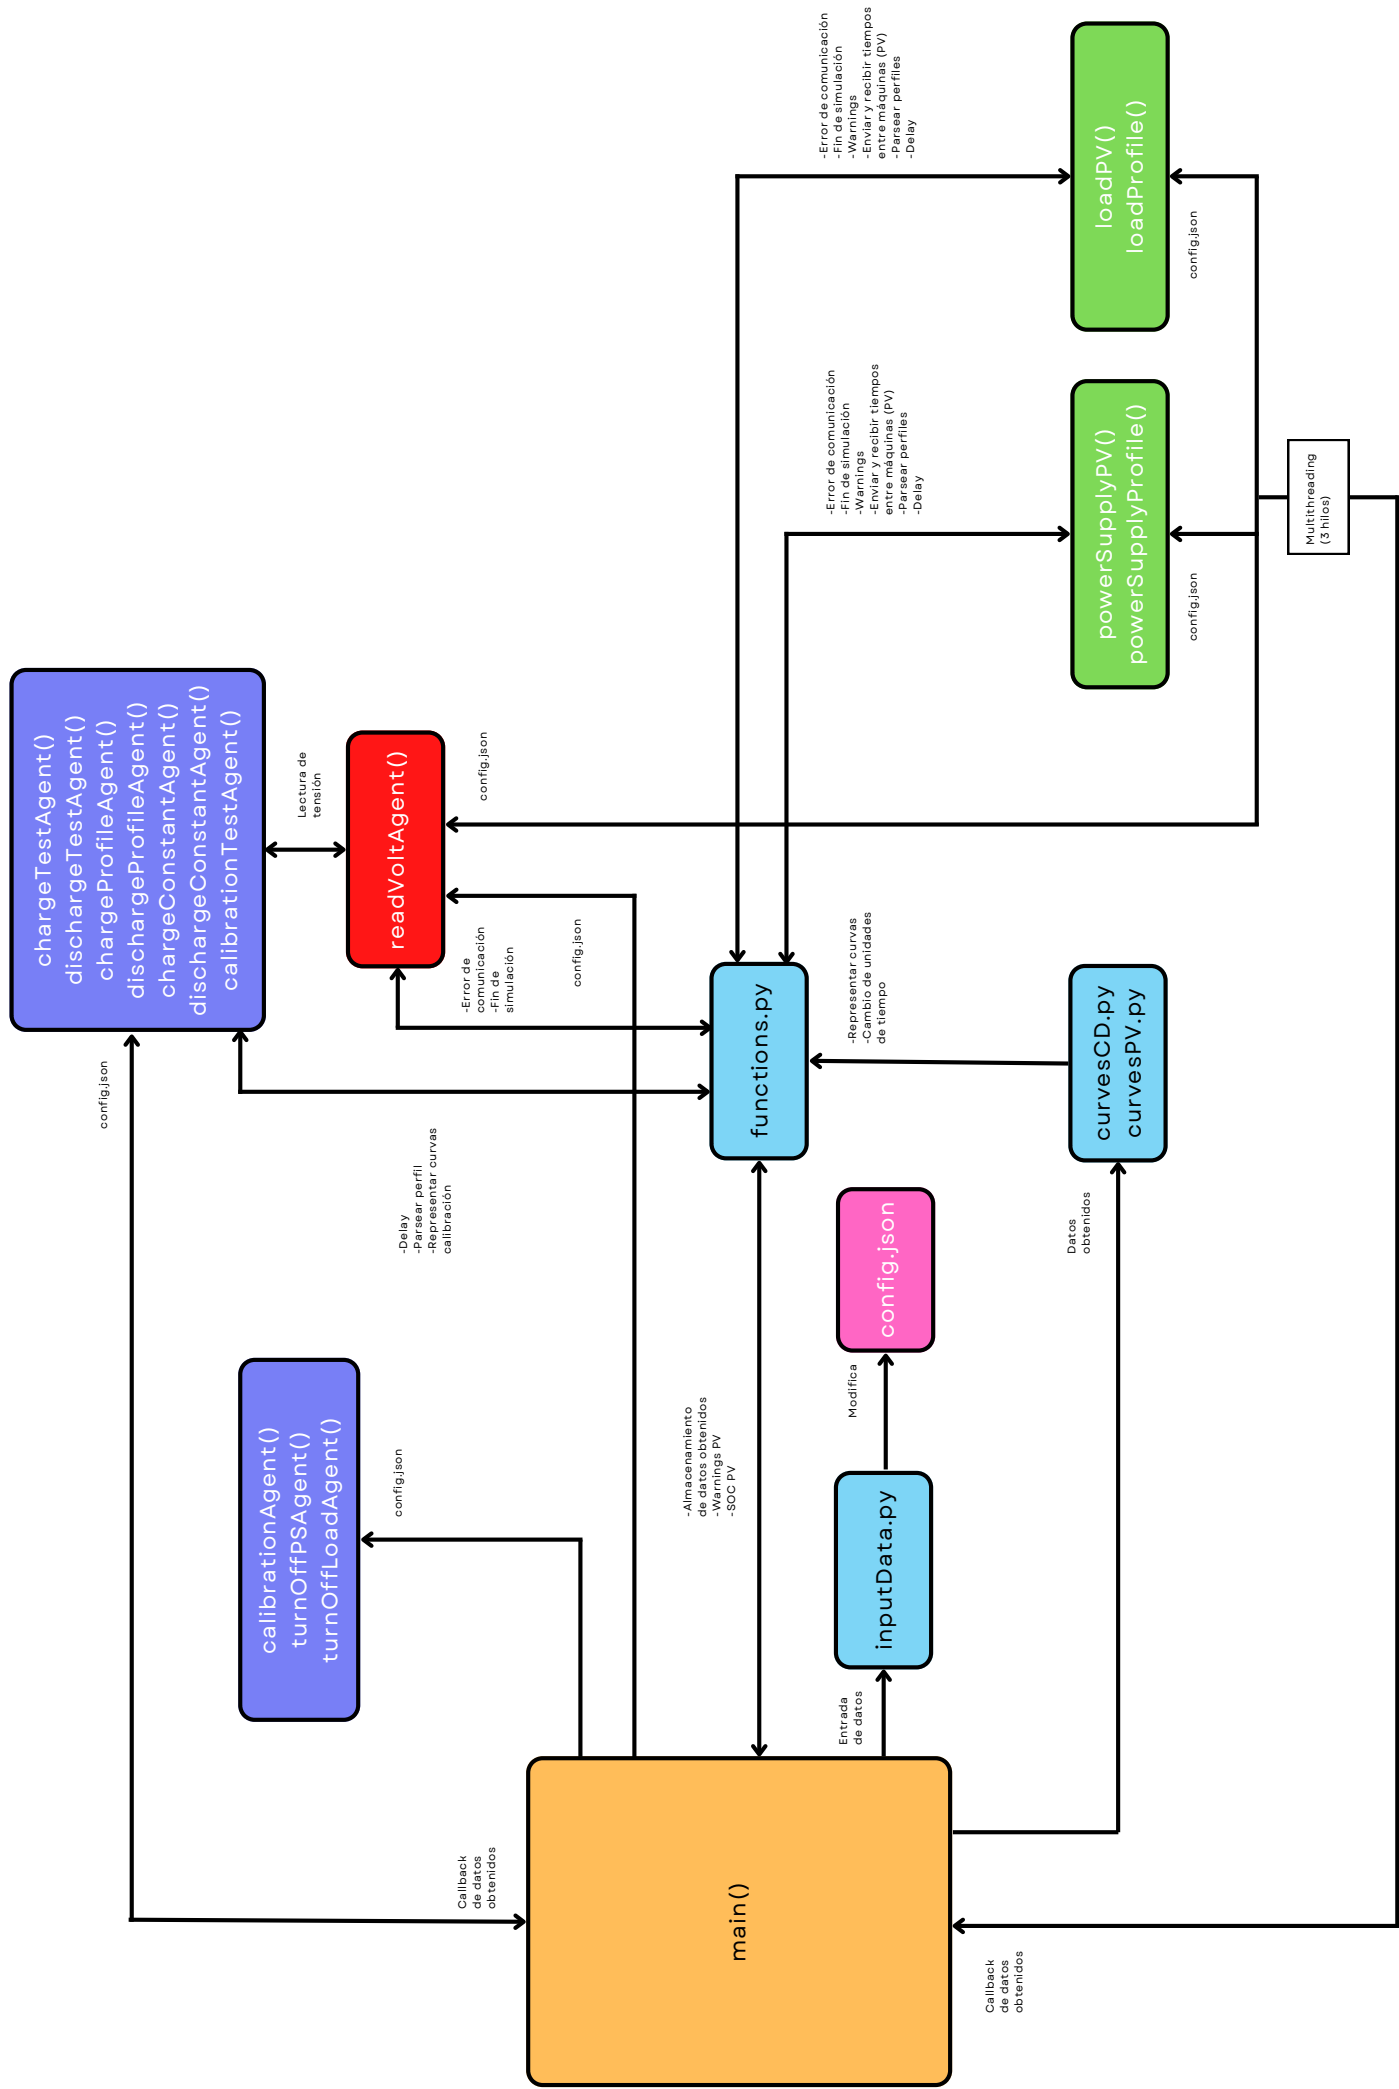 chargeTestAgent()
dischargeTestAgent()
chargeProfileAgent()
dischargeProfileAgent()
chargeConstantAgent()
dischargeConstantAgent()
calibrationTestAgent()
config.json
Lectura de
tensión
readVoltAgent()
config.json
-Error de
comunicación
-Fin de
simulación
config.json
calibrationAgent()
turnOffPSAgent()
turnOffLoadAgent()
config.json
-Delay
-Parsear perfil
-Representar curvas
calibración
Callback
de datos
obtenidos
main()
-Almacenamiento
de datos obtenidos
-Warnings PV
-SOC PV
functions.py
Entrada
de datos
inputData.py
Modifica
config.json
-Representar curvas
-Cambio de unidades
de tiempo
Datos
obtenidos
curvesCD.py
curvesPV.py
-Error de comunicación
-Fin de simulación
-Warnings
-Enviar y recibir tiempos
entre máquinas (PV)
-Parsear perfiles
-Delay
powerSupplyPV()
powerSupplyProfile()
config.json
-Error de comunicación
-Fin de simulación
-Warnings
-Enviar y recibir tiempos
entre máquinas (PV)
-Parsear perfiles
-Delay
loadPV()
loadProfile()
config.json
Multithreading
(3 hilos)
Callback
de datos
obtenidos